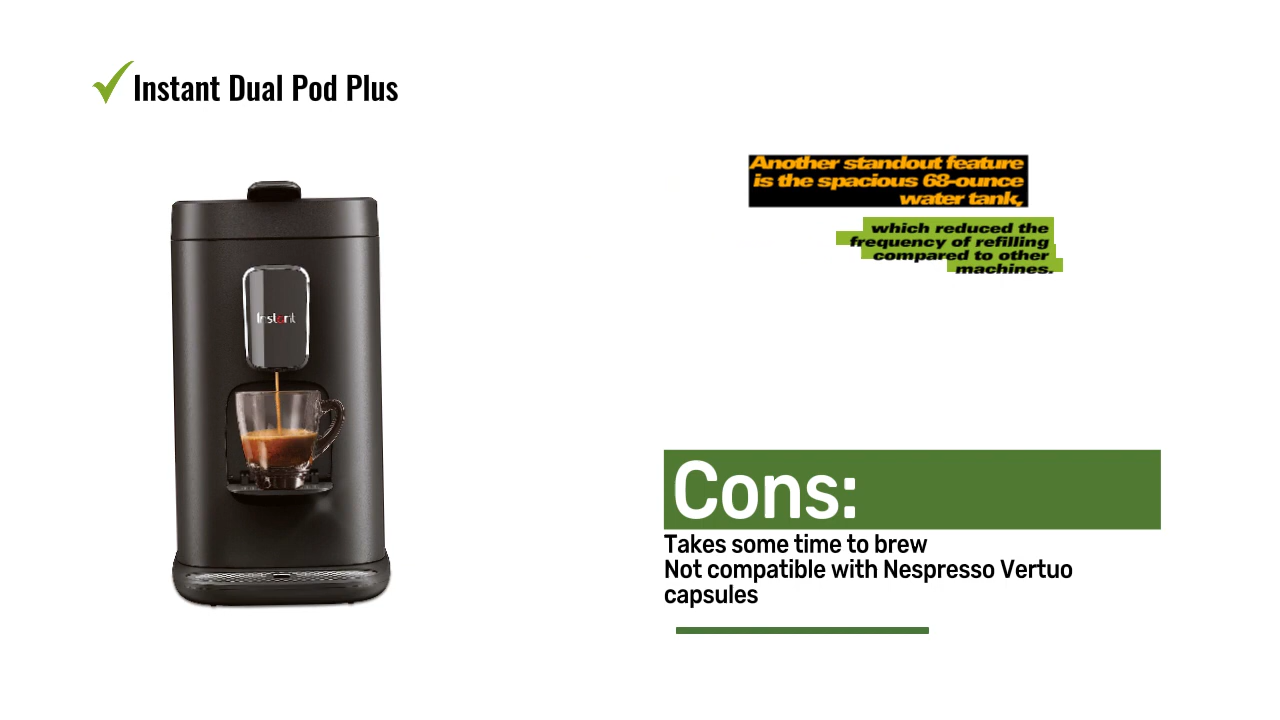 Instant Dual Pod Plus
Another standout feature
is the spacious 68-ounce
water tank,
which reduced the
frequency of refilling
compared to other
machines.
Instant
Cons:
Takes some time to brew
Not compatible with Nespresso Vertuo
capsules